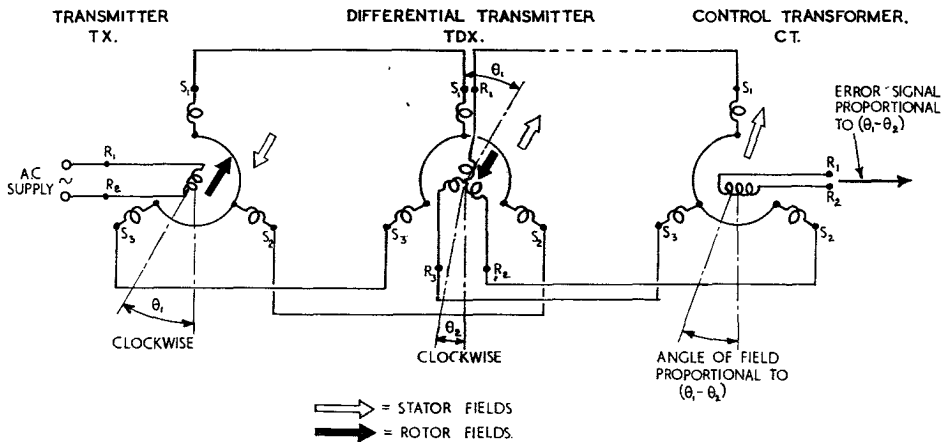 TRANSMITTER
TX.
DIFFERENTIAL TRANSMITTER
TDX.
CONTROL TRANSFORMER.
CT.
S₁
R₁
A.C.
SUPPLY ~
R₂
S₃
S₂
θ₁
CLOCKWISE
θ₁
S₁
R₁
S₃
S₂
R₃
R₂
θ₂
CLOCKWISE
S₁
ERROR SIGNAL
PROPORTIONAL
TO (θ₁-θ₂)
R₁
R₂
S₃
S₂
ANGLE OF FIELD
PROPORTIONAL TO
(θ₁-θ₂)
= STATOR FIELDS
= ROTOR FIELDS.